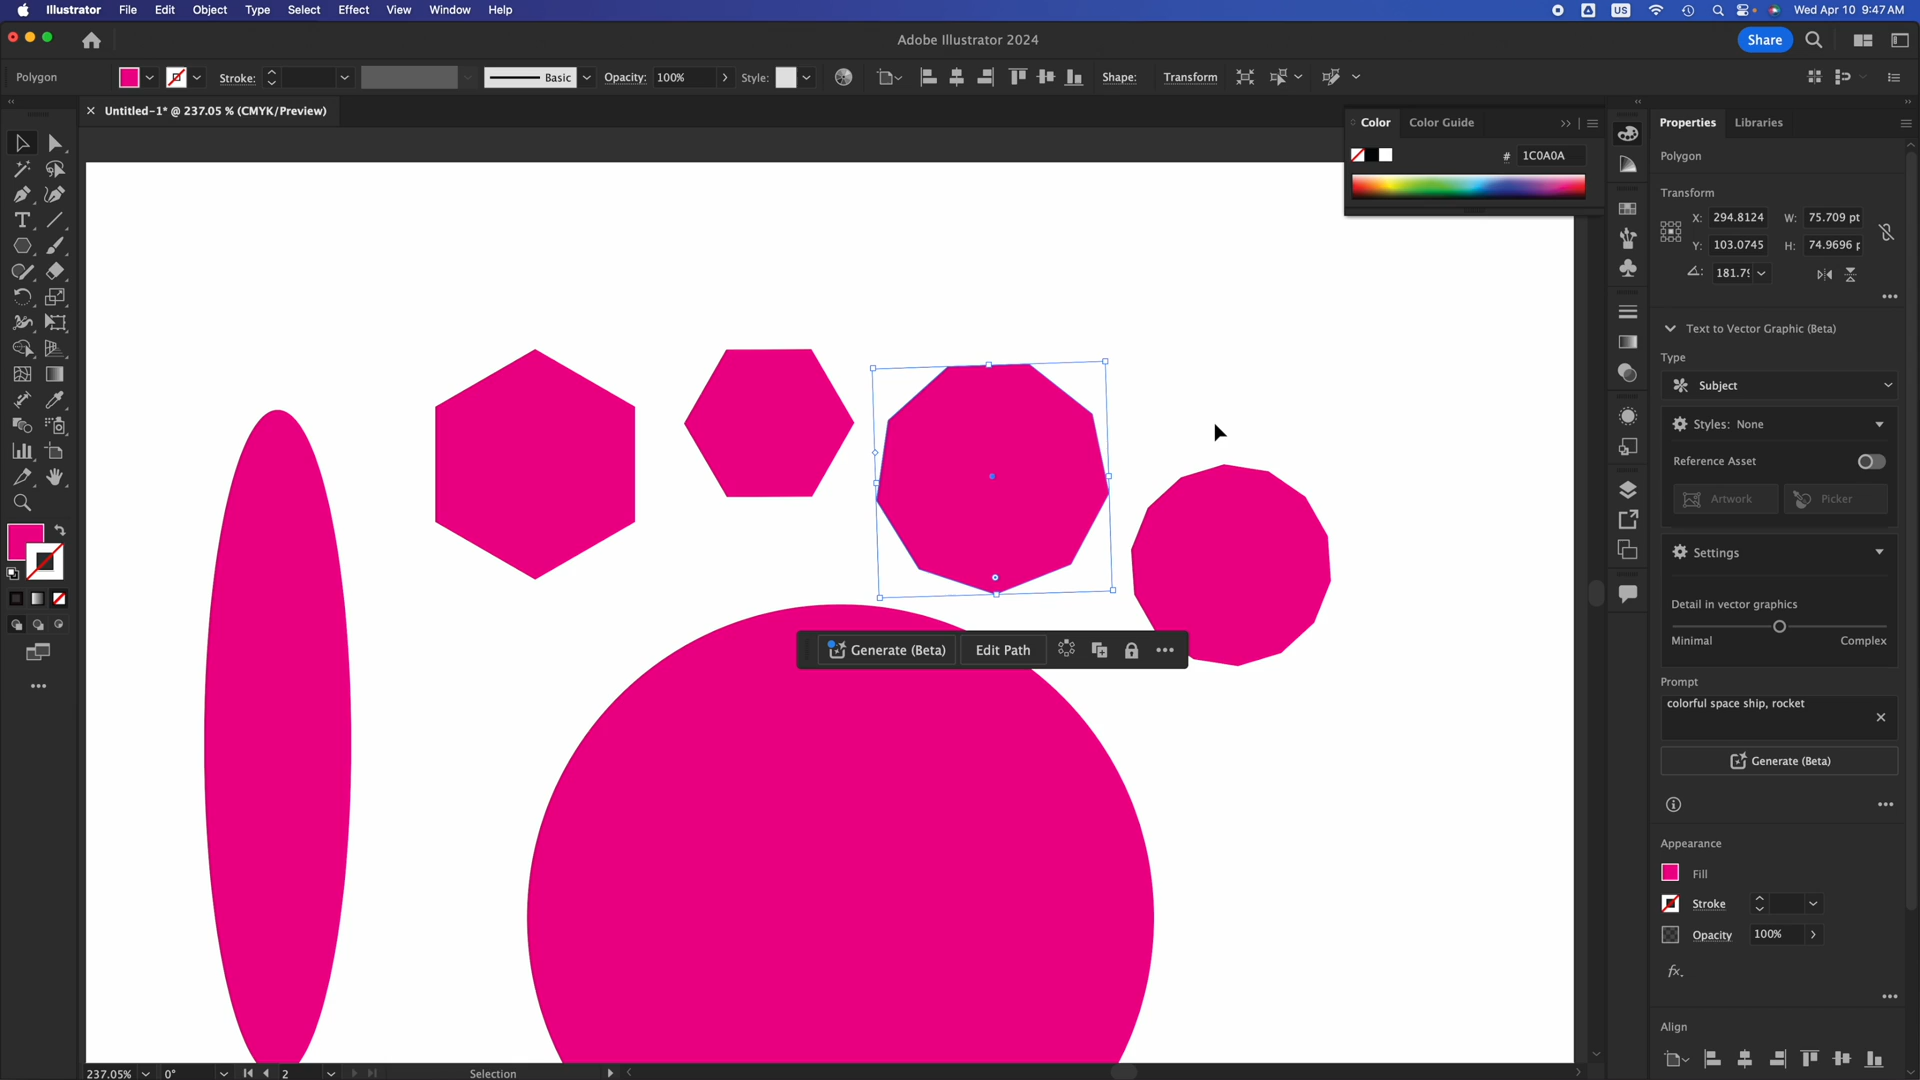 Illustrator File Edit Object Type Select Effect View Window Help
US Wed Apr 10 9:47 AM
Adobe Illustrator 2024
Share
Polygon
Stroke:
Basic
Opacity: 100%
Style:
Shape:
Transform
Untitled-1* @ 237.05 % (CMYK/Preview)
Color Color Guide
# 1C0A0A
Properties Libraries
Polygon
Transform
X: 294.8124 W: 75.709 pt
Y: 103.0745 H: 74.9696
181.79
Text to Vector Graphic (Beta)
Type
Subject
Styles: None
Reference Asset
Artwork Picker
Settings
Detail in vector graphics
Minimal Complex
Prompt
colorful space ship, rocket
Generate (Beta)
Generate (Beta) Edit Path
Appearance
Fill
Stroke
Opacity 100%
fx.
Align
237.05% 0° 2 Selection